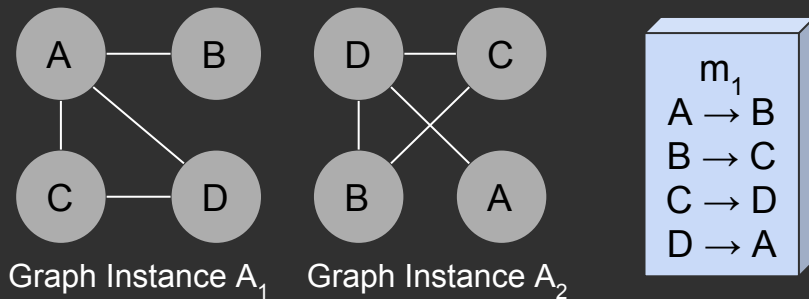 A B D C
C D B A
Graph Instance A₁ Graph Instance A₂
m₁
A → B
B → C
C → D
D → A